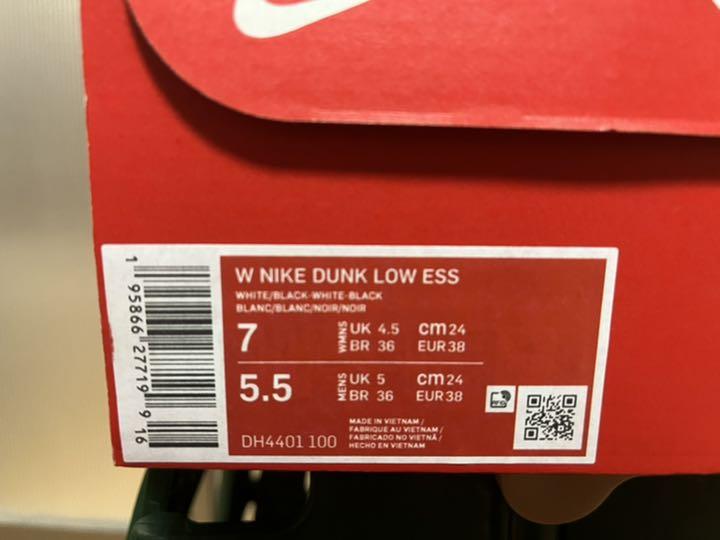 1 95866 27719 9 16
W NIKE DUNK LOW ESS
WHITE/BLACK-WHITE-BLACK
BLANC/BLANC/NOIR/NOIR
7 WMNS UK 4.5 cm 24
BR 36 EUR 38
5.5 MENS UK 5 cm 24
BR 36 EUR 38
MADE IN VIETNAM /
FABRIQUE AU VIETNAM /
FABRICADO NO VIETNÃ /
HECHO EN VIETNAM
DH4401 100